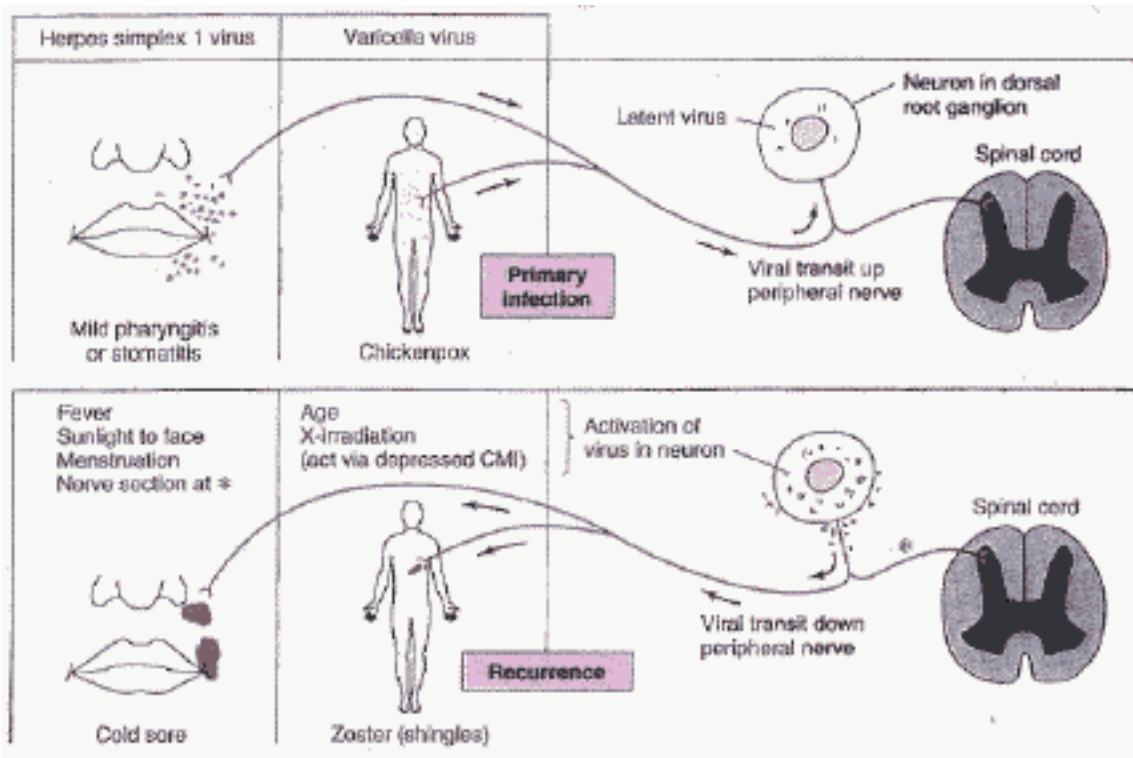 Herpes simplex 1 virus
Varicella virus
Latent virus
Neuron in dorsal
root ganglion
Spinal cord
Primary
infection
Viral transit up
peripheral nerve
Mild pharyngitis
or stomatitis
Chickenpox
Fever
Sunlight to face
Menstruation
Nerve section at *
Age
X-irradiation
(act via depressed CMI)
Activation of
virus in neuron
Spinal cord
*
Viral transit down
peripheral nerve
Recurrence
Cold sore
Zoster (shingles)